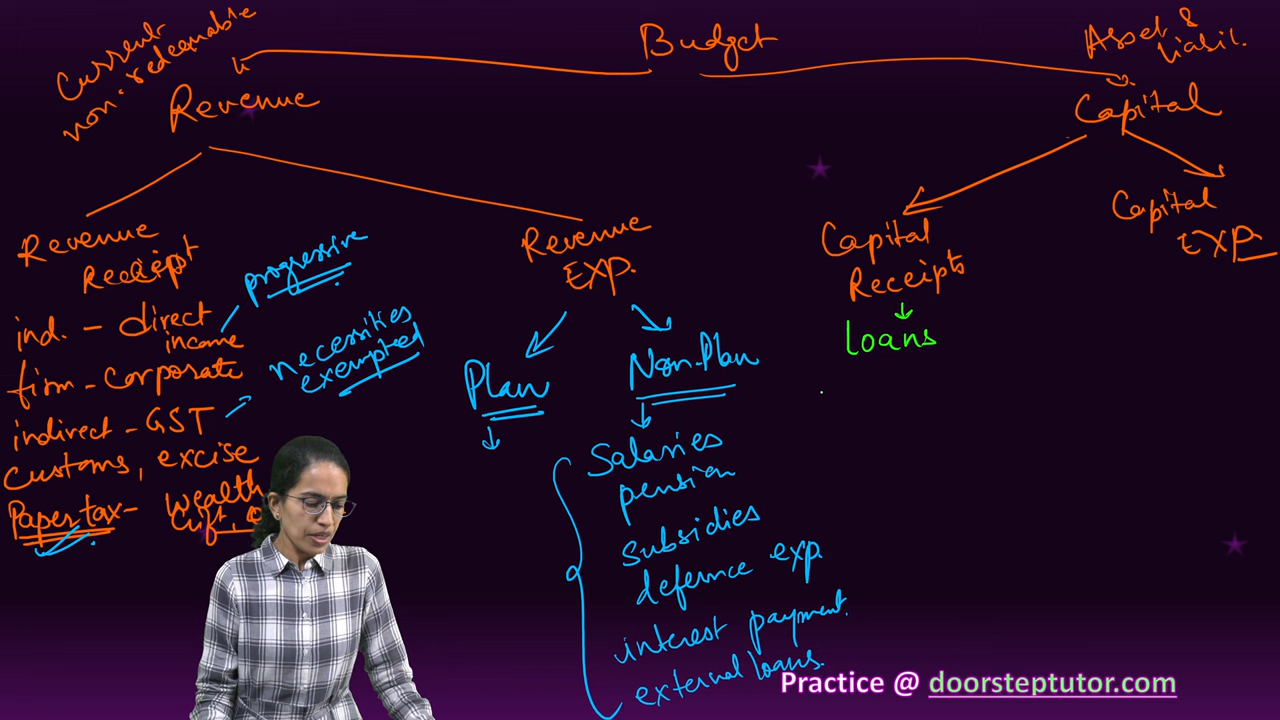 Budget
Current
non-redeemable
Revenue
Asset &
liabil.
Capital
Revenue
Receipt
ind. - direct
income
progressive
firm - corporate
indirect - GST
necessities
exempted
Customs, excise
Paper tax - Wealth
Gift,
Revenue
EXP.
Plan
Non-Plan
Salaries
pension
Subsidies
defernce exp.
interest payment.
external loans.
Capital
Receipts
loans
Capital
EXP.
Practice @ doorsteptutor.com